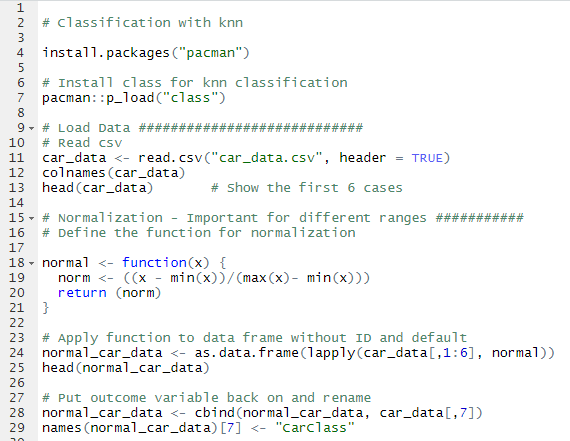 1
2 # Classification with knn
3
4 install.packages("pacman")
5
6 # Install class for knn classification
7 pacman::p_load("class")
8
9 # Load Data ############################
10 # Read csv
11 car_data <- read.csv("car_data.csv", header = TRUE)
12 colnames(car_data)
13 head(car_data)       # Show the first 6 cases
14
15 # Normalization - Important for different ranges ###########
16 # Define the function for normalization
17
18 normal <- function(x) {
19   norm <- ((x - min(x))/(max(x)- min(x)))
20   return (norm)
21 }
22
23 # Apply function to data frame without ID and default
24 normal_car_data <- as.data.frame(lapply(car_data[,1:6], normal))
25 head(normal_car_data)
26
27 # Put outcome variable back on and rename
28 normal_car_data <- cbind(normal_car_data, car_data[,7])
29 names(normal_car_data)[7] <- "CarClass"